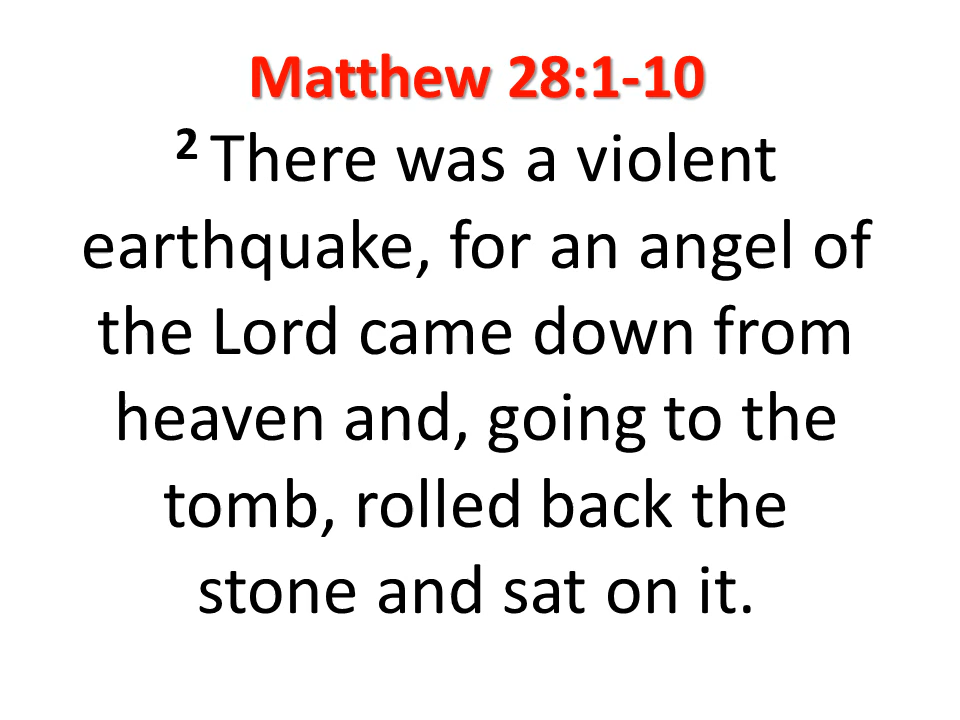 Matthew 28:1-10
2 There was a violent
earthquake, for an angel of
the Lord came down from
heaven and, going to the
tomb, rolled back the
stone and sat on it.